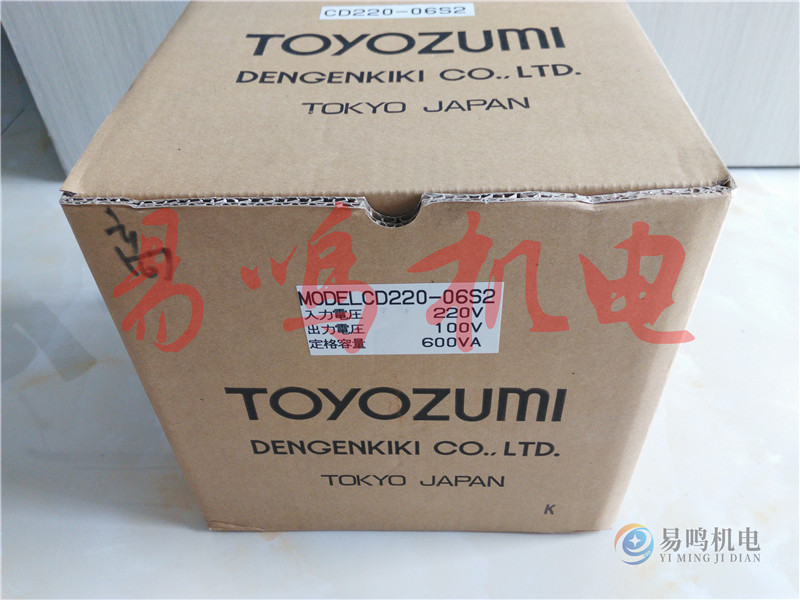 CD220-06S2
TOYOZUMI
DENGENKIKI CO., LTD.
TOKYO JAPAN
易鸣机电
MODELCD220-06S2
入力電圧 220V
出力電圧 100V
定格容量 600VA
TOYOZUMI
DENGENKIKI CO., LTD.
TOKYO JAPAN
K
易鸣机电
YI MING JI DIAN